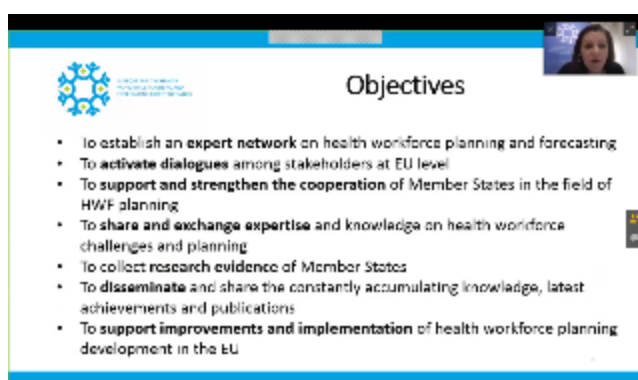 Objectives
• To establish an expert network on health workforce planning and forecasting
• To activate dialogues among stakeholders at EU level
• To support and strengthen the cooperation of Member States in the field of
HWF planning
• To share and exchange expertise and knowledge on health workforce
challenges and planning
• To collect research evidence of Member States
• To disseminate and share the constantly accumulating knowledge, latest
achievements and publications
• To support improvements and implementation of health workforce planning
development in the EU